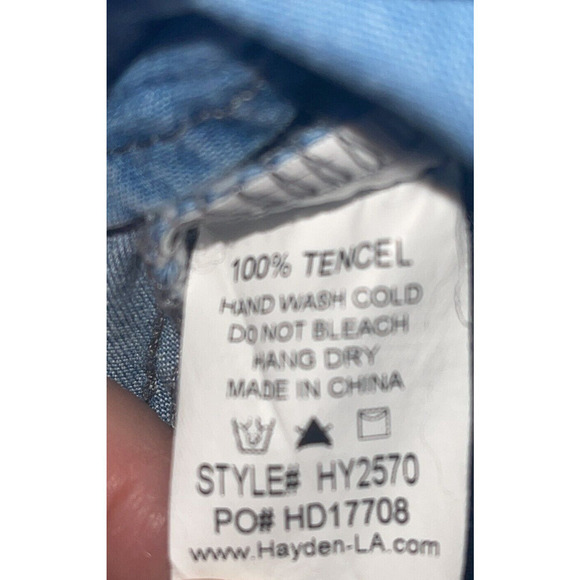 100% TENCEL
HAND WASH COLD
DO NOT BLEACH
HANG DRY
MADE IN CHINA
STYLE# HY2570
PO# HD17708
www.Hayden-LA.com